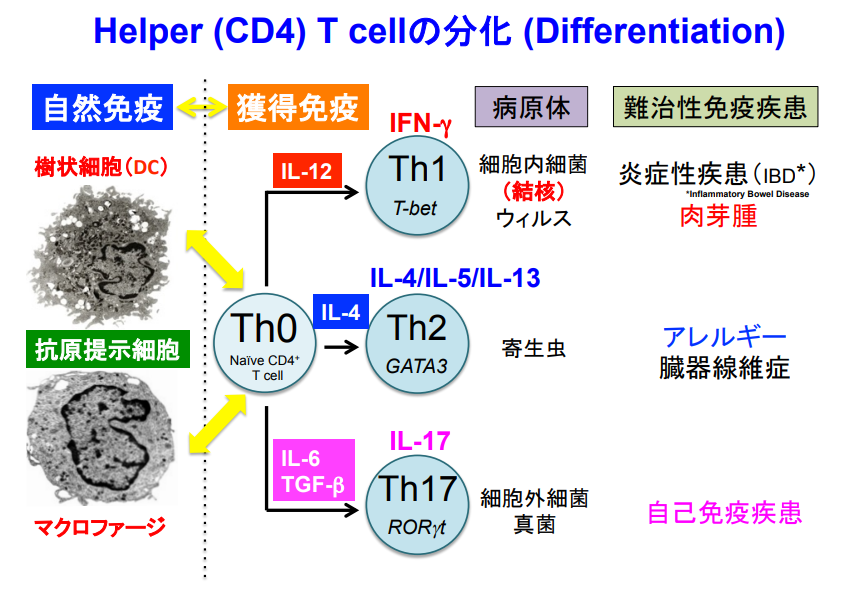 Helper (CD4) T cellの分化 (Differentiation)
自然免疫
獲得免疫
病原体
難治性免疫疾患
樹状細胞(DC)
抗原提示細胞
マクロファージ
Th0
Naïve CD4+
T cell
IL-12
IFN-γ
Th1
T-bet
細胞内細菌
(結核)
ウィルス
炎症性疾患(IBD*)
*Inflammatory Bowel Disease
肉芽腫
IL-4
IL-4/IL-5/IL-13
Th2
GATA3
寄生虫
アレルギー
臓器線維症
IL-6
TGF-β
IL-17
Th17
RORγt
細胞外細菌
真菌
自己免疫疾患